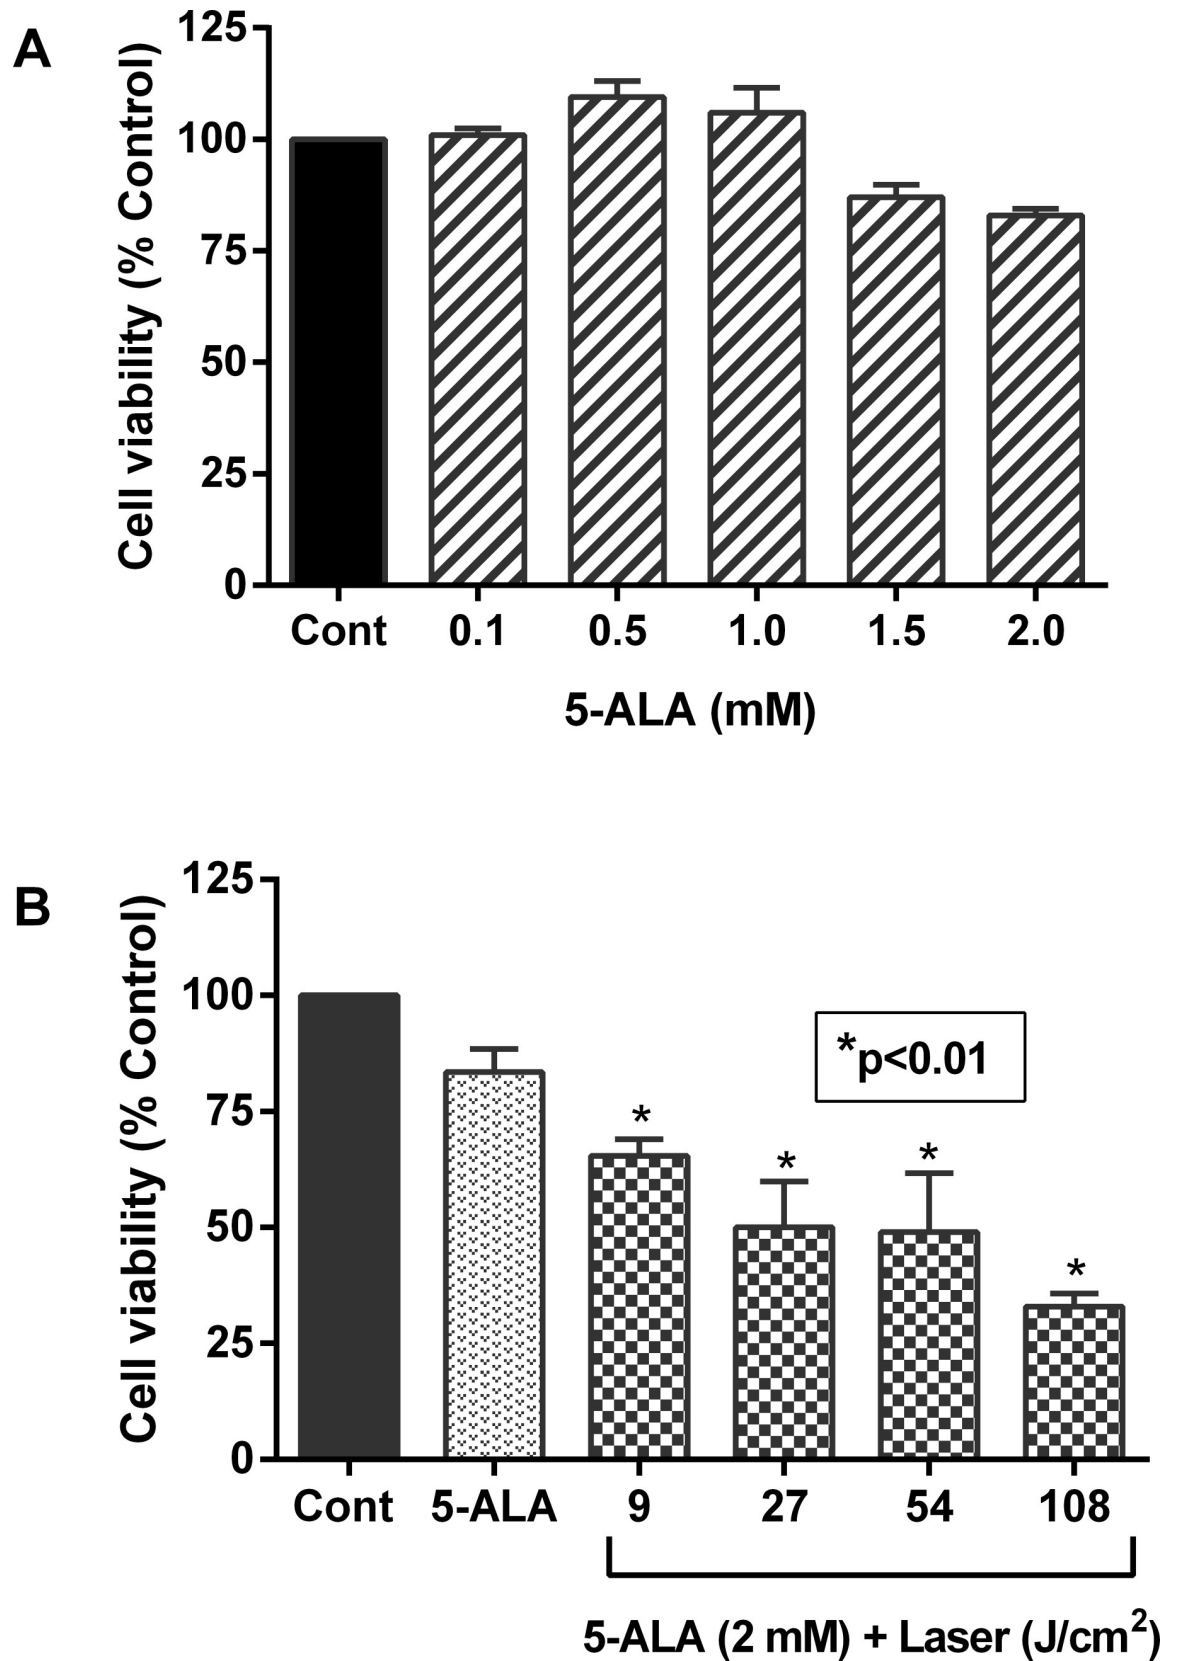 A
Cell viability (% Control)
125
100
75
50
25
0
Cont 0.1 0.5 1.0 1.5 2.0
5-ALA (mM)
B
Cell viability (% Control)
125
100
75
50
25
0
*p<0.01
*
*
*
*
Cont 5-ALA 9 27 54 108
5-ALA (2 mM) + Laser (J/cm²)